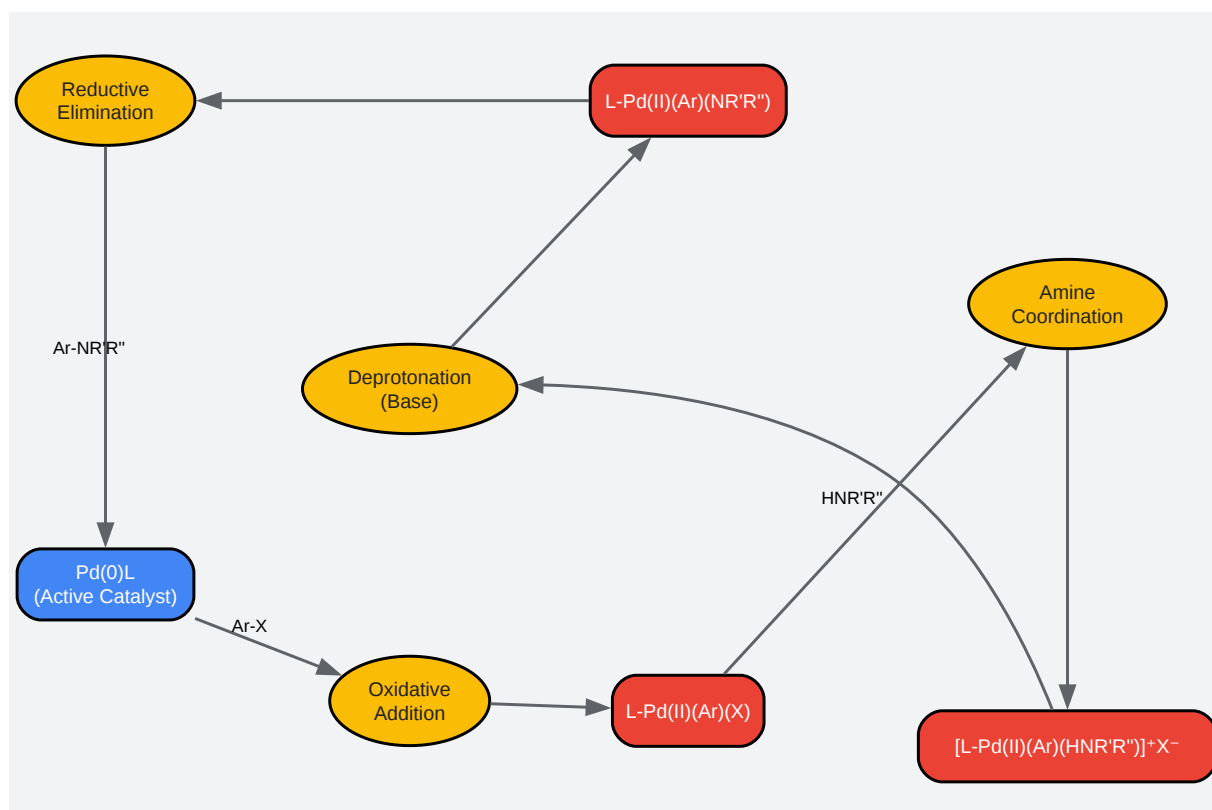 Reductive
Elimination
L-Pd(II)(Ar)(NR'R")
Amine
Coordination
Ar-NR'R"
Deprotonation
(Base)
HNR'R"
Pd(0)L
(Active Catalyst)
Ar-X
Oxidative
Addition
L-Pd(II)(Ar)(X)
[L-Pd(II)(Ar)(HNR'R")]⁺X⁻